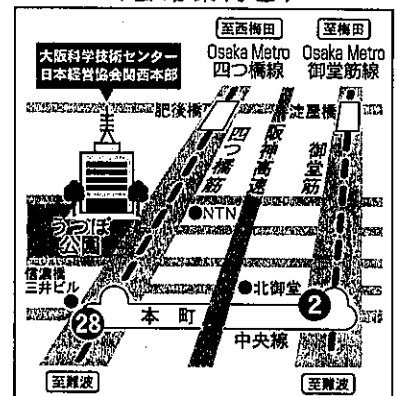 至西梅田
至梅田
Osaka Metro
四つ橋線
Osaka Metro
御堂筋線
大阪科学技術センター
日本経営協会関西本部
肥後橋
淀屋橋
四つ橋筋
阪神高速
御堂筋
NTN
うつぼ
公園
信濃橋
三井ビル
北御堂
28
本町
2
中央線
至難波
至難波